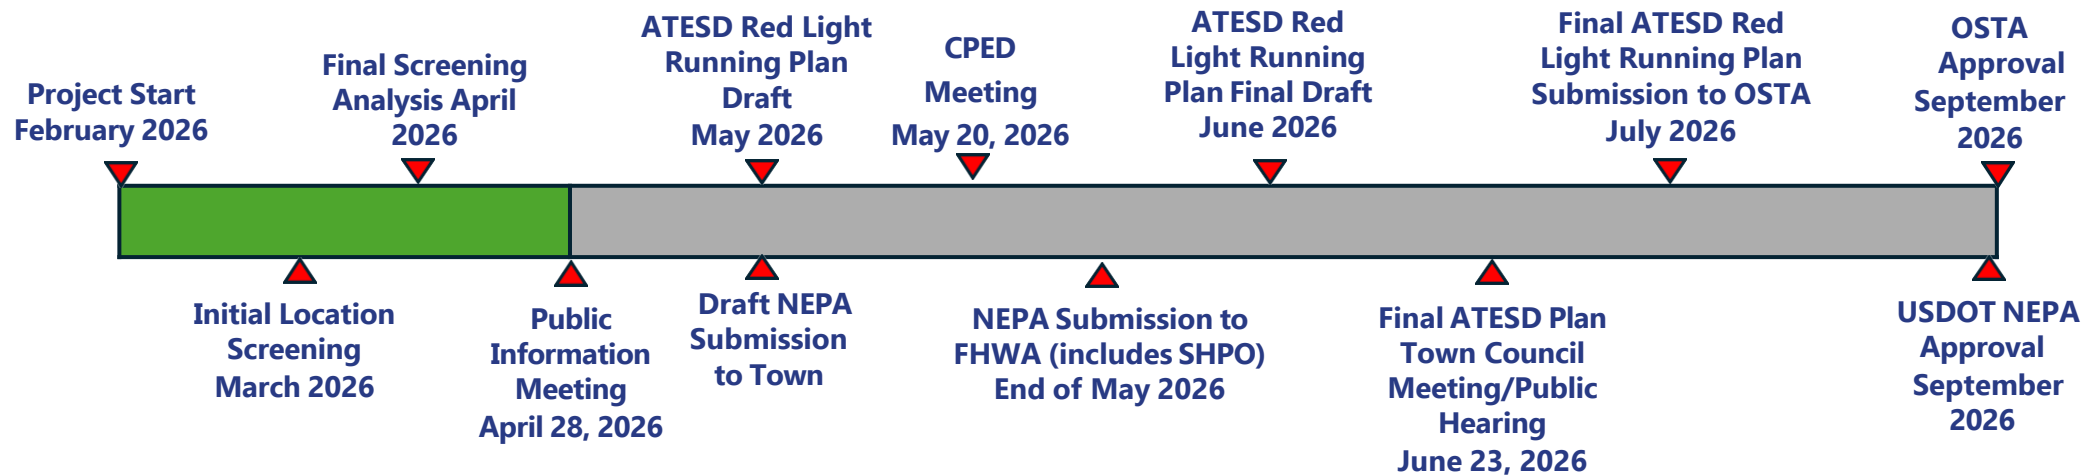 Project Start
February 2026
Final Screening
Analysis April
2026
ATESD Red Light
Running Plan
Draft
May 2026
CPED
Meeting
May 20, 2026
ATESD Red
Light Running
Plan Final Draft
June 2026
Final ATESD Red
Light Running Plan
Submission to OSTA
July 2026
OSTA
Approval
September
2026
Initial Location
Screening
March 2026
Public
Information
Meeting
April 28, 2026
Draft NEPA
Submission
to Town
NEPA Submission to
FHWA (includes SHPO)
End of May 2026
Final ATESD Plan
Town Council
Meeting/Public
Hearing
June 23, 2026
USDOT NEPA
Approval
September
2026